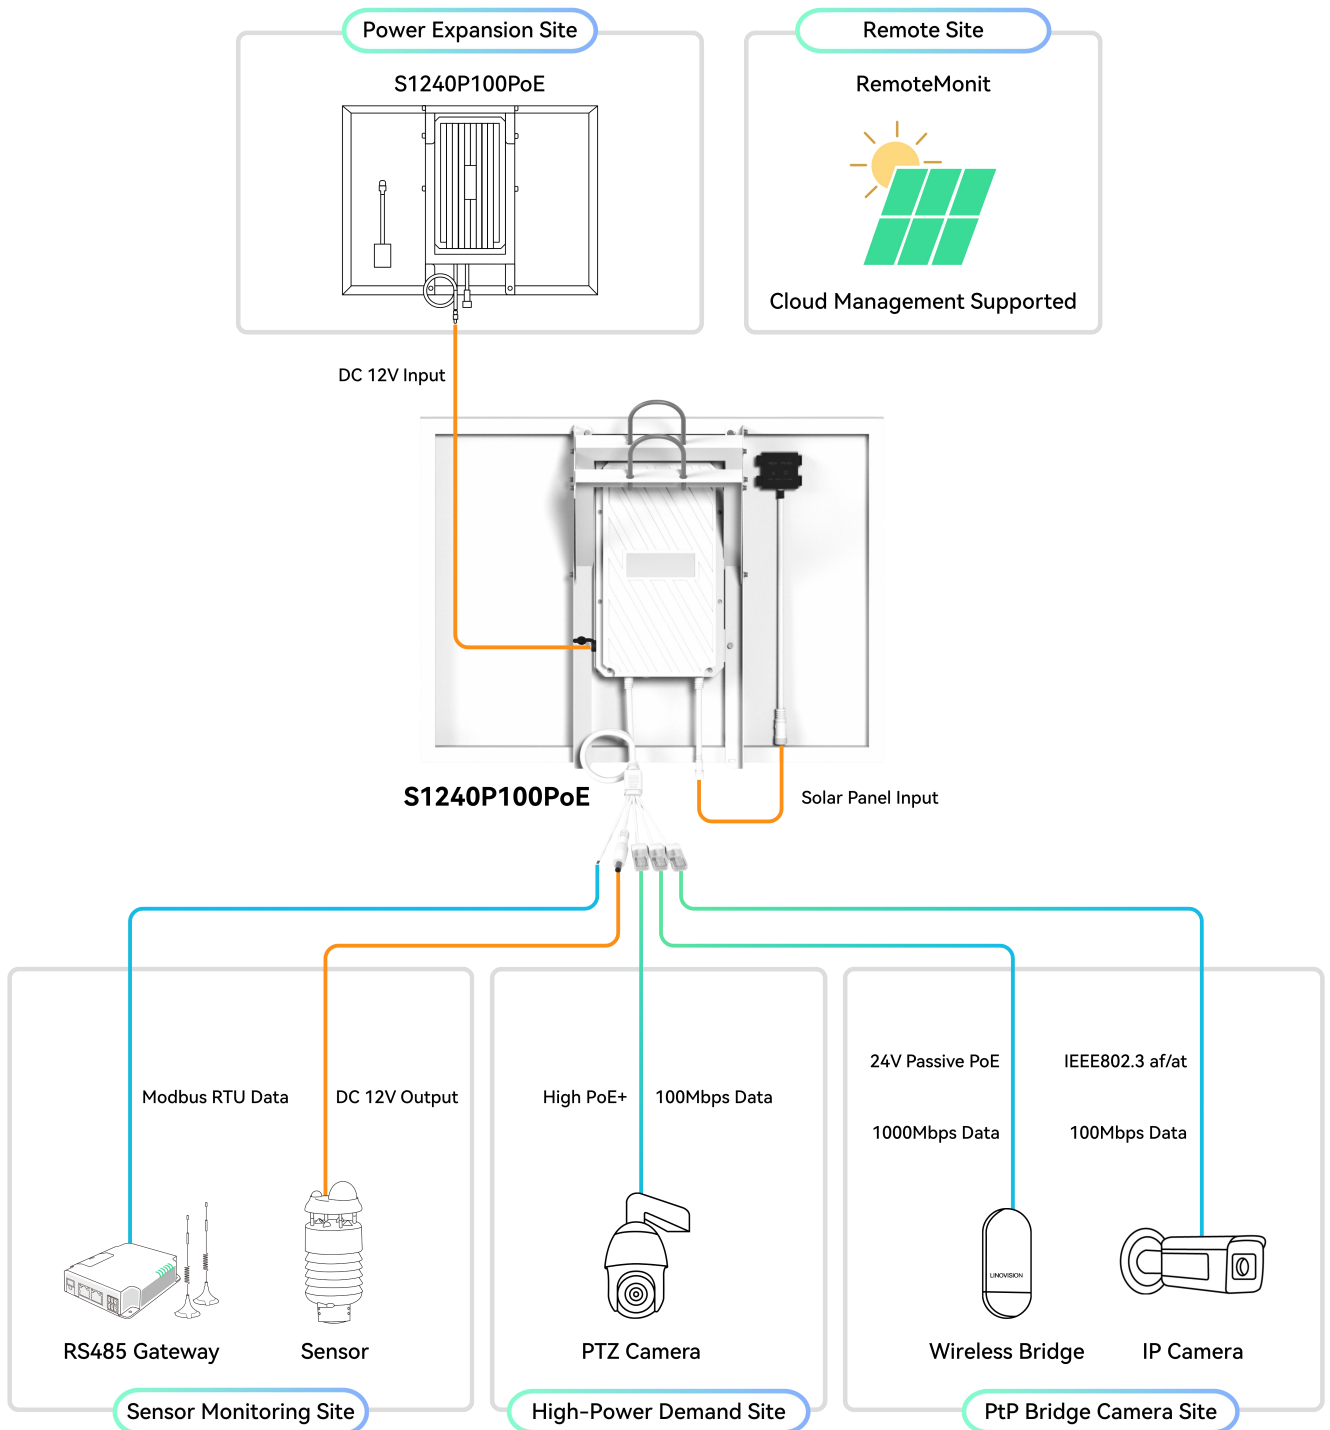 Power Expansion Site
Remote Site
S1240P100PoE
RemoteMonit
Cloud Management Supported
DC 12V Input
S1240P100PoE
Solar Panel Input
24V Passive PoE
IEEE802.3 af/at
Modbus RTU Data
DC 12V Output
High PoE+
100Mbps Data
1000Mbps Data
100Mbps Data
LINOVISION
RS485 Gateway
Sensor
PTZ Camera
Wireless Bridge
IP Camera
Sensor Monitoring Site
High-Power Demand Site
PtP Bridge Camera Site